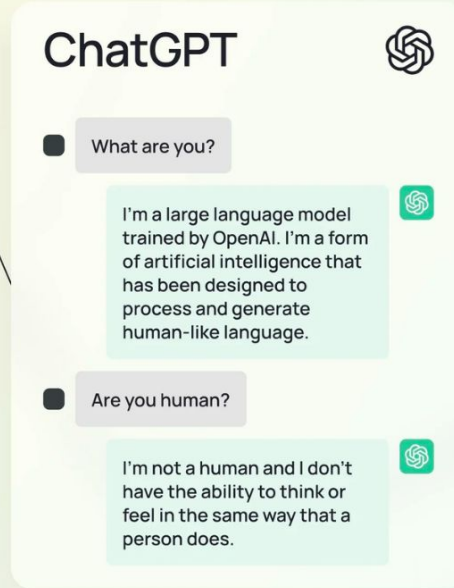 ChatGPT
What are you?
I'm a large language model
trained by OpenAI. I'm a form
of artificial intelligence that
has been designed to
process and generate
human-like language.
Are you human?
I'm not a human and I don't
have the ability to think or
feel in the same way that a
person does.